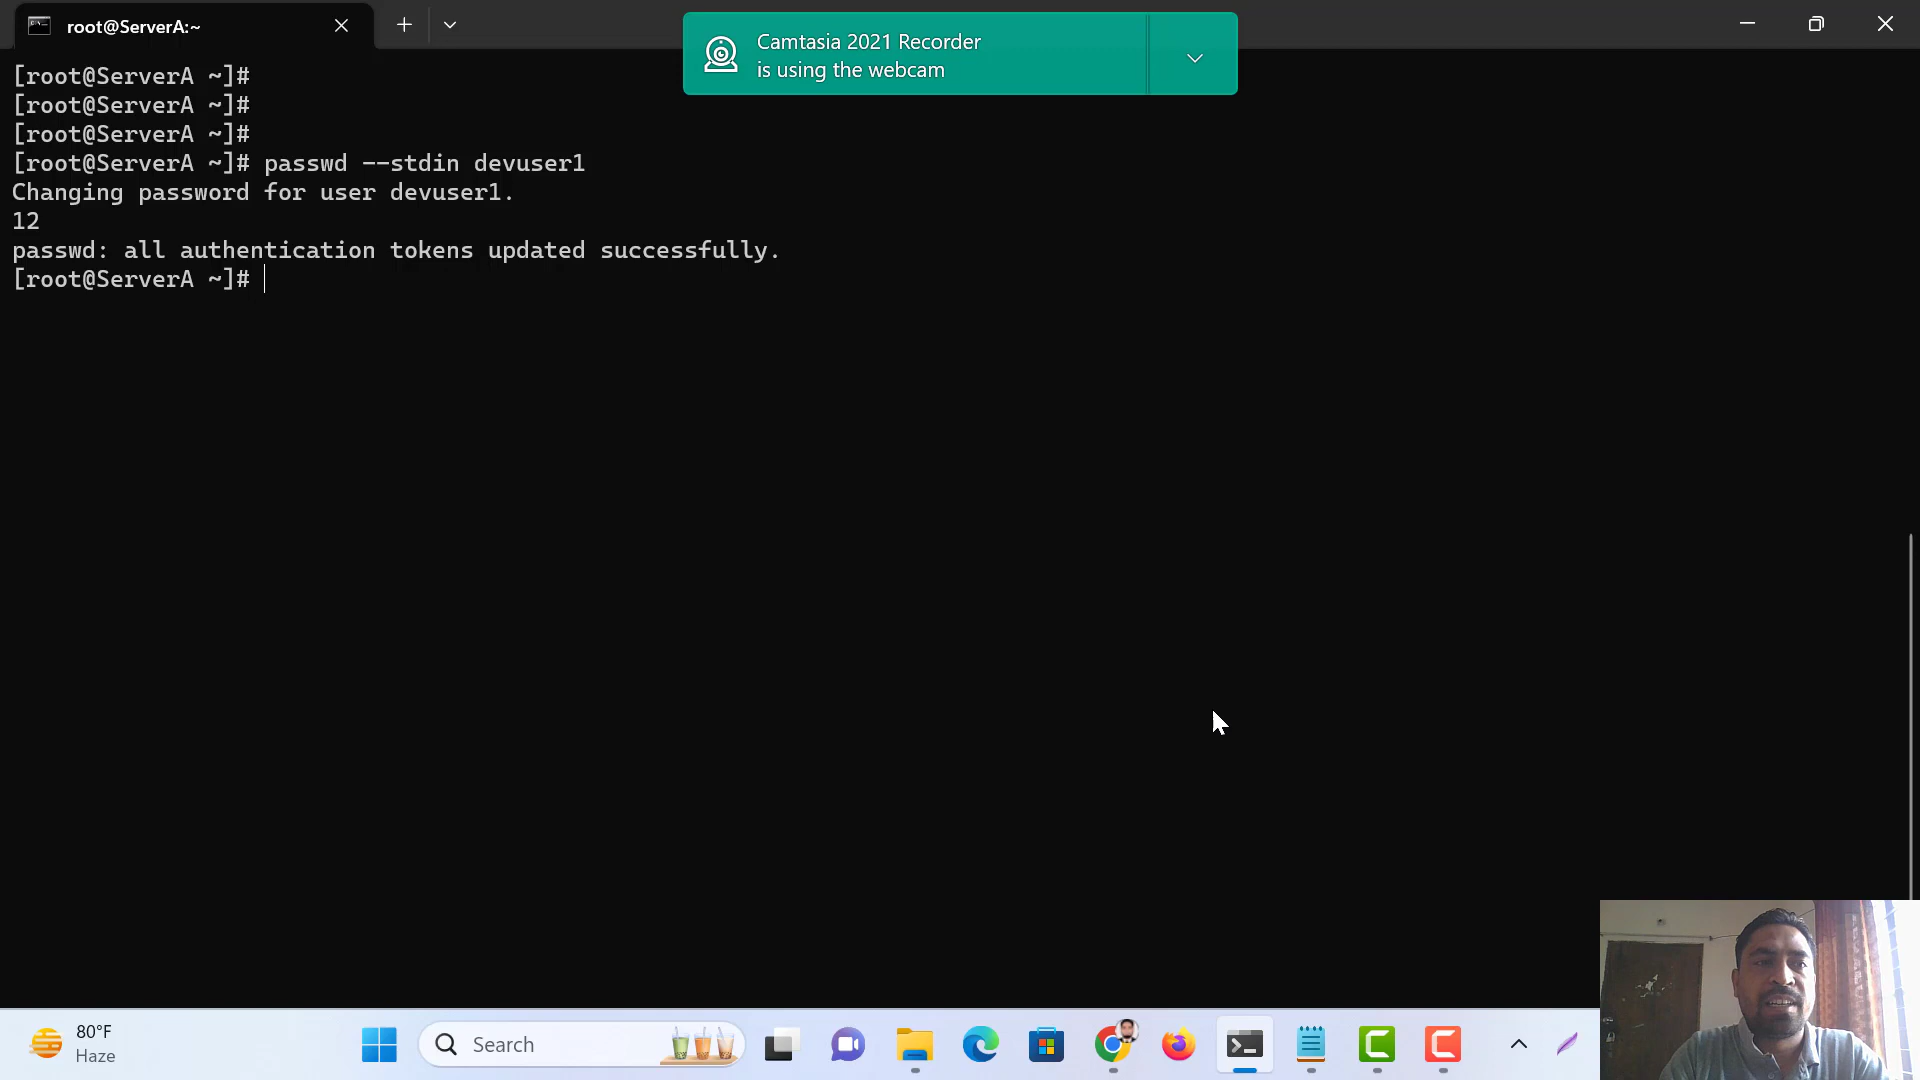 root@ServerA:~
Camtasia 2021 Recorder
is using the webcam
[root@ServerA ~]#
[root@ServerA ~]#
[root@ServerA ~]#
[root@ServerA ~]# passwd --stdin devuser1
Changing password for user devuser1.
12
passwd: all authentication tokens updated successfully.
[root@ServerA ~]#
80°F
Haze
Search